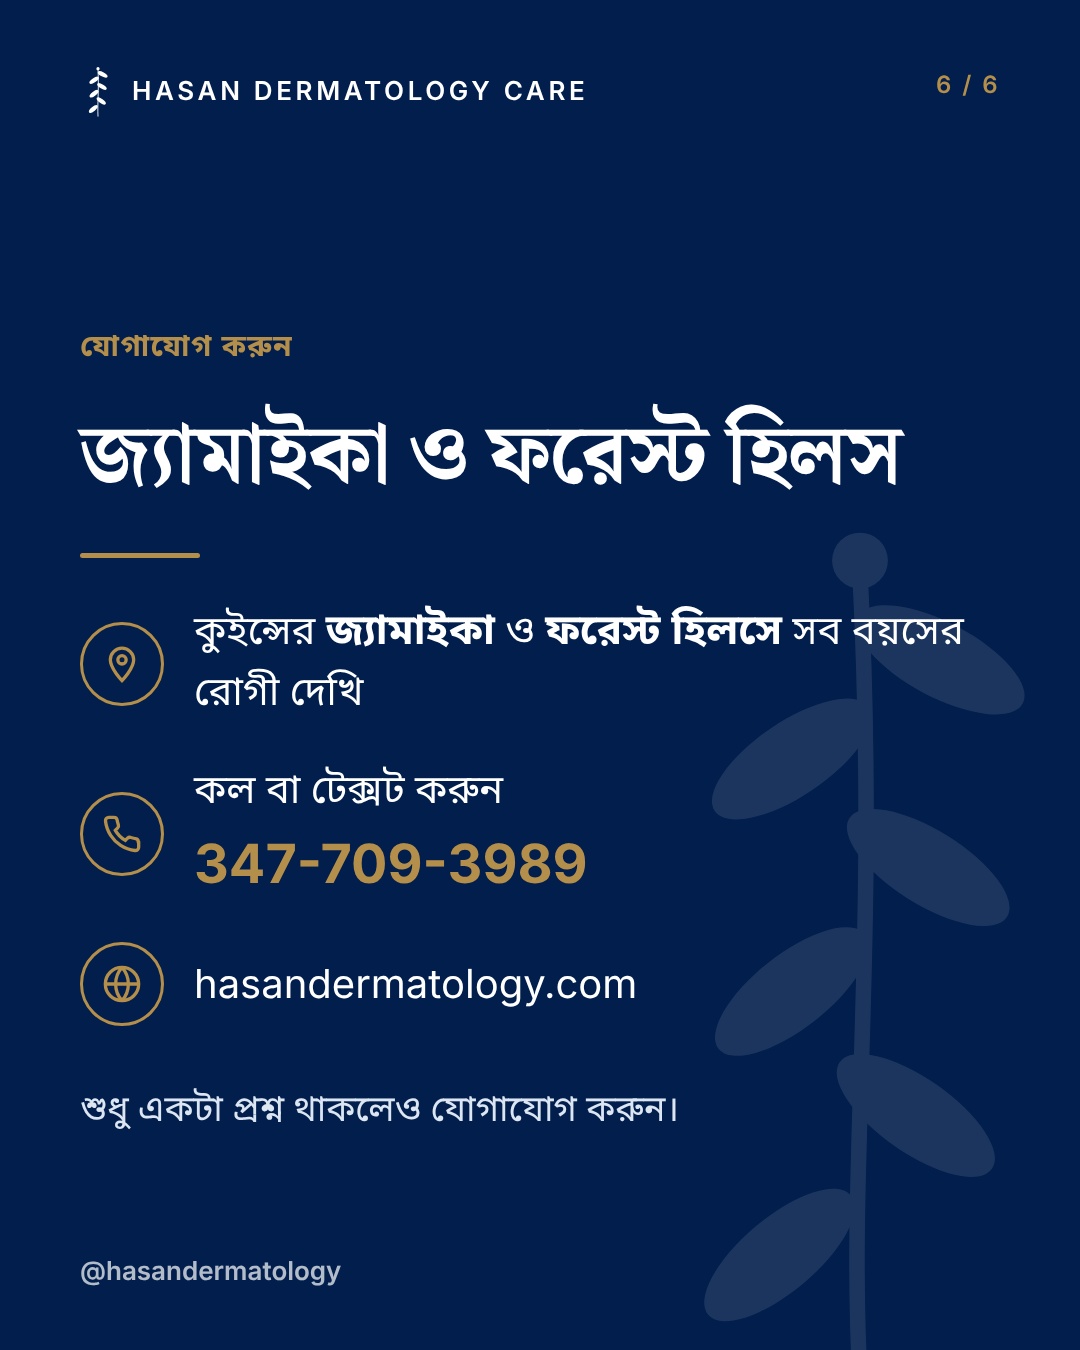 HASAN DERMATOLOGY CARE
6 / 6
যোগাযোগ করুন
জ্যামাইকা ও ফরেস্ট হিলস
কুইন্সের জ্যামাইকা ও ফরেস্ট হিলসে সব বয়সের
রোগী দেখি
কল বা টেক্সট করুন
347-709-3989
hasandermatology.com
শুধু একটা প্রশ্ন থাকলেও যোগাযোগ করুন।
@hasandermatology